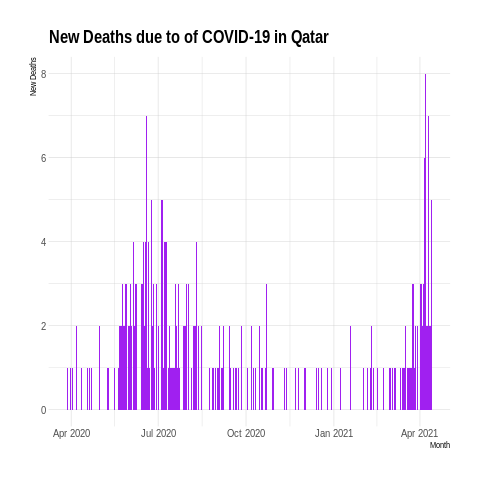 New Deaths due to of COVID-19 in Qatar
New Deaths
8
6
4
2
0
Apr 2020 Jul 2020 Oct 2020 Jan 2021 Apr 2021
Month